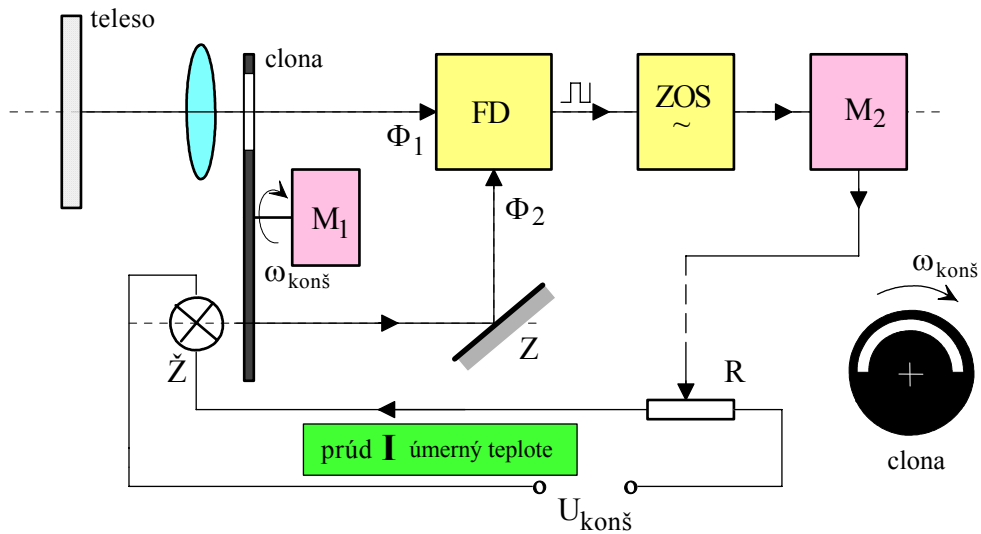 teleso
clona
FD
ZOS
~
M2
Φ1
Φ2
M1
ωkonš
ωkonš
Ž
Z
R
prúd I úmerný teplote
clona
Ukonš